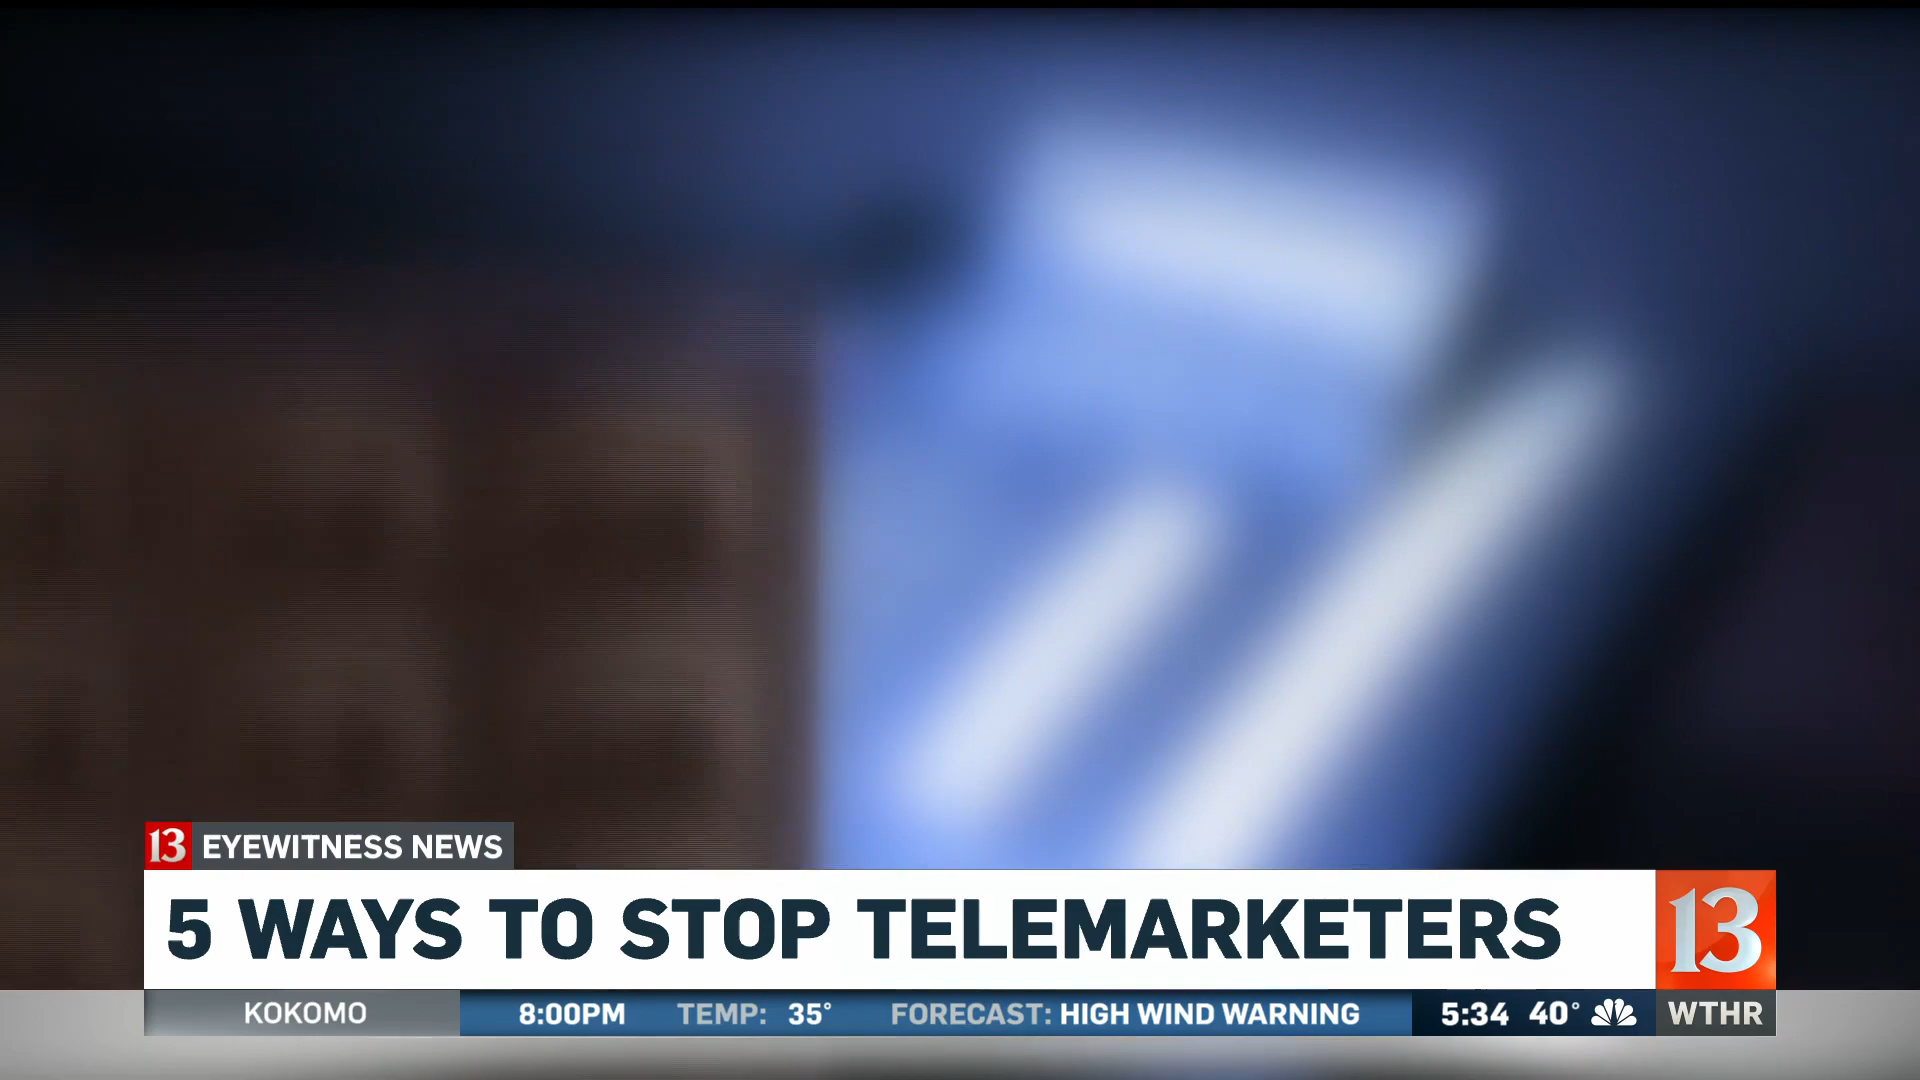 13 EYEWITNESS NEWS
5 WAYS TO STOP TELEMARKETERS
13
KOKOMO 8:00PM TEMP: 35° FORECAST: HIGH WIND WARNING 5:34 40° WTHR